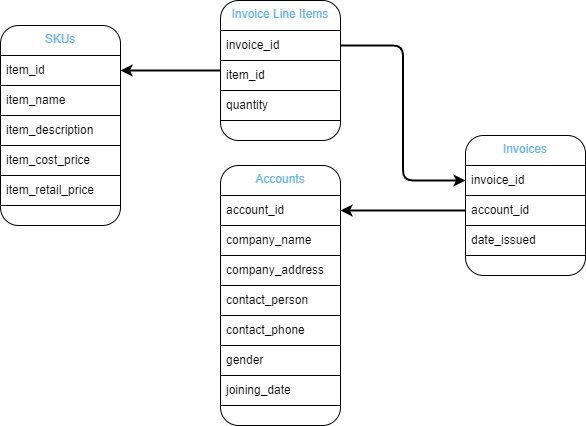 SKUs
item_id
item_name
item_description
item_cost_price
item_retail_price
Invoice Line Items
invoice_id
item_id
quantity
Accounts
account_id
company_name
company_address
contact_person
contact_phone
gender
joining_date
Invoices
invoice_id
account_id
date_issued